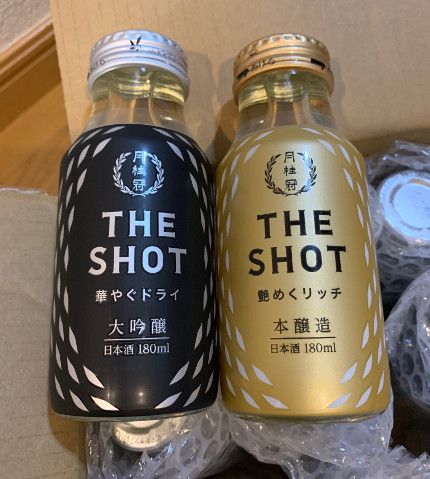 月桂冠
THE
SHOT
華やぐドライ
大吟醸
日本酒 180ml
月桂冠
THE
SHOT
艶めくリッチ
本醸造
日本酒 180ml